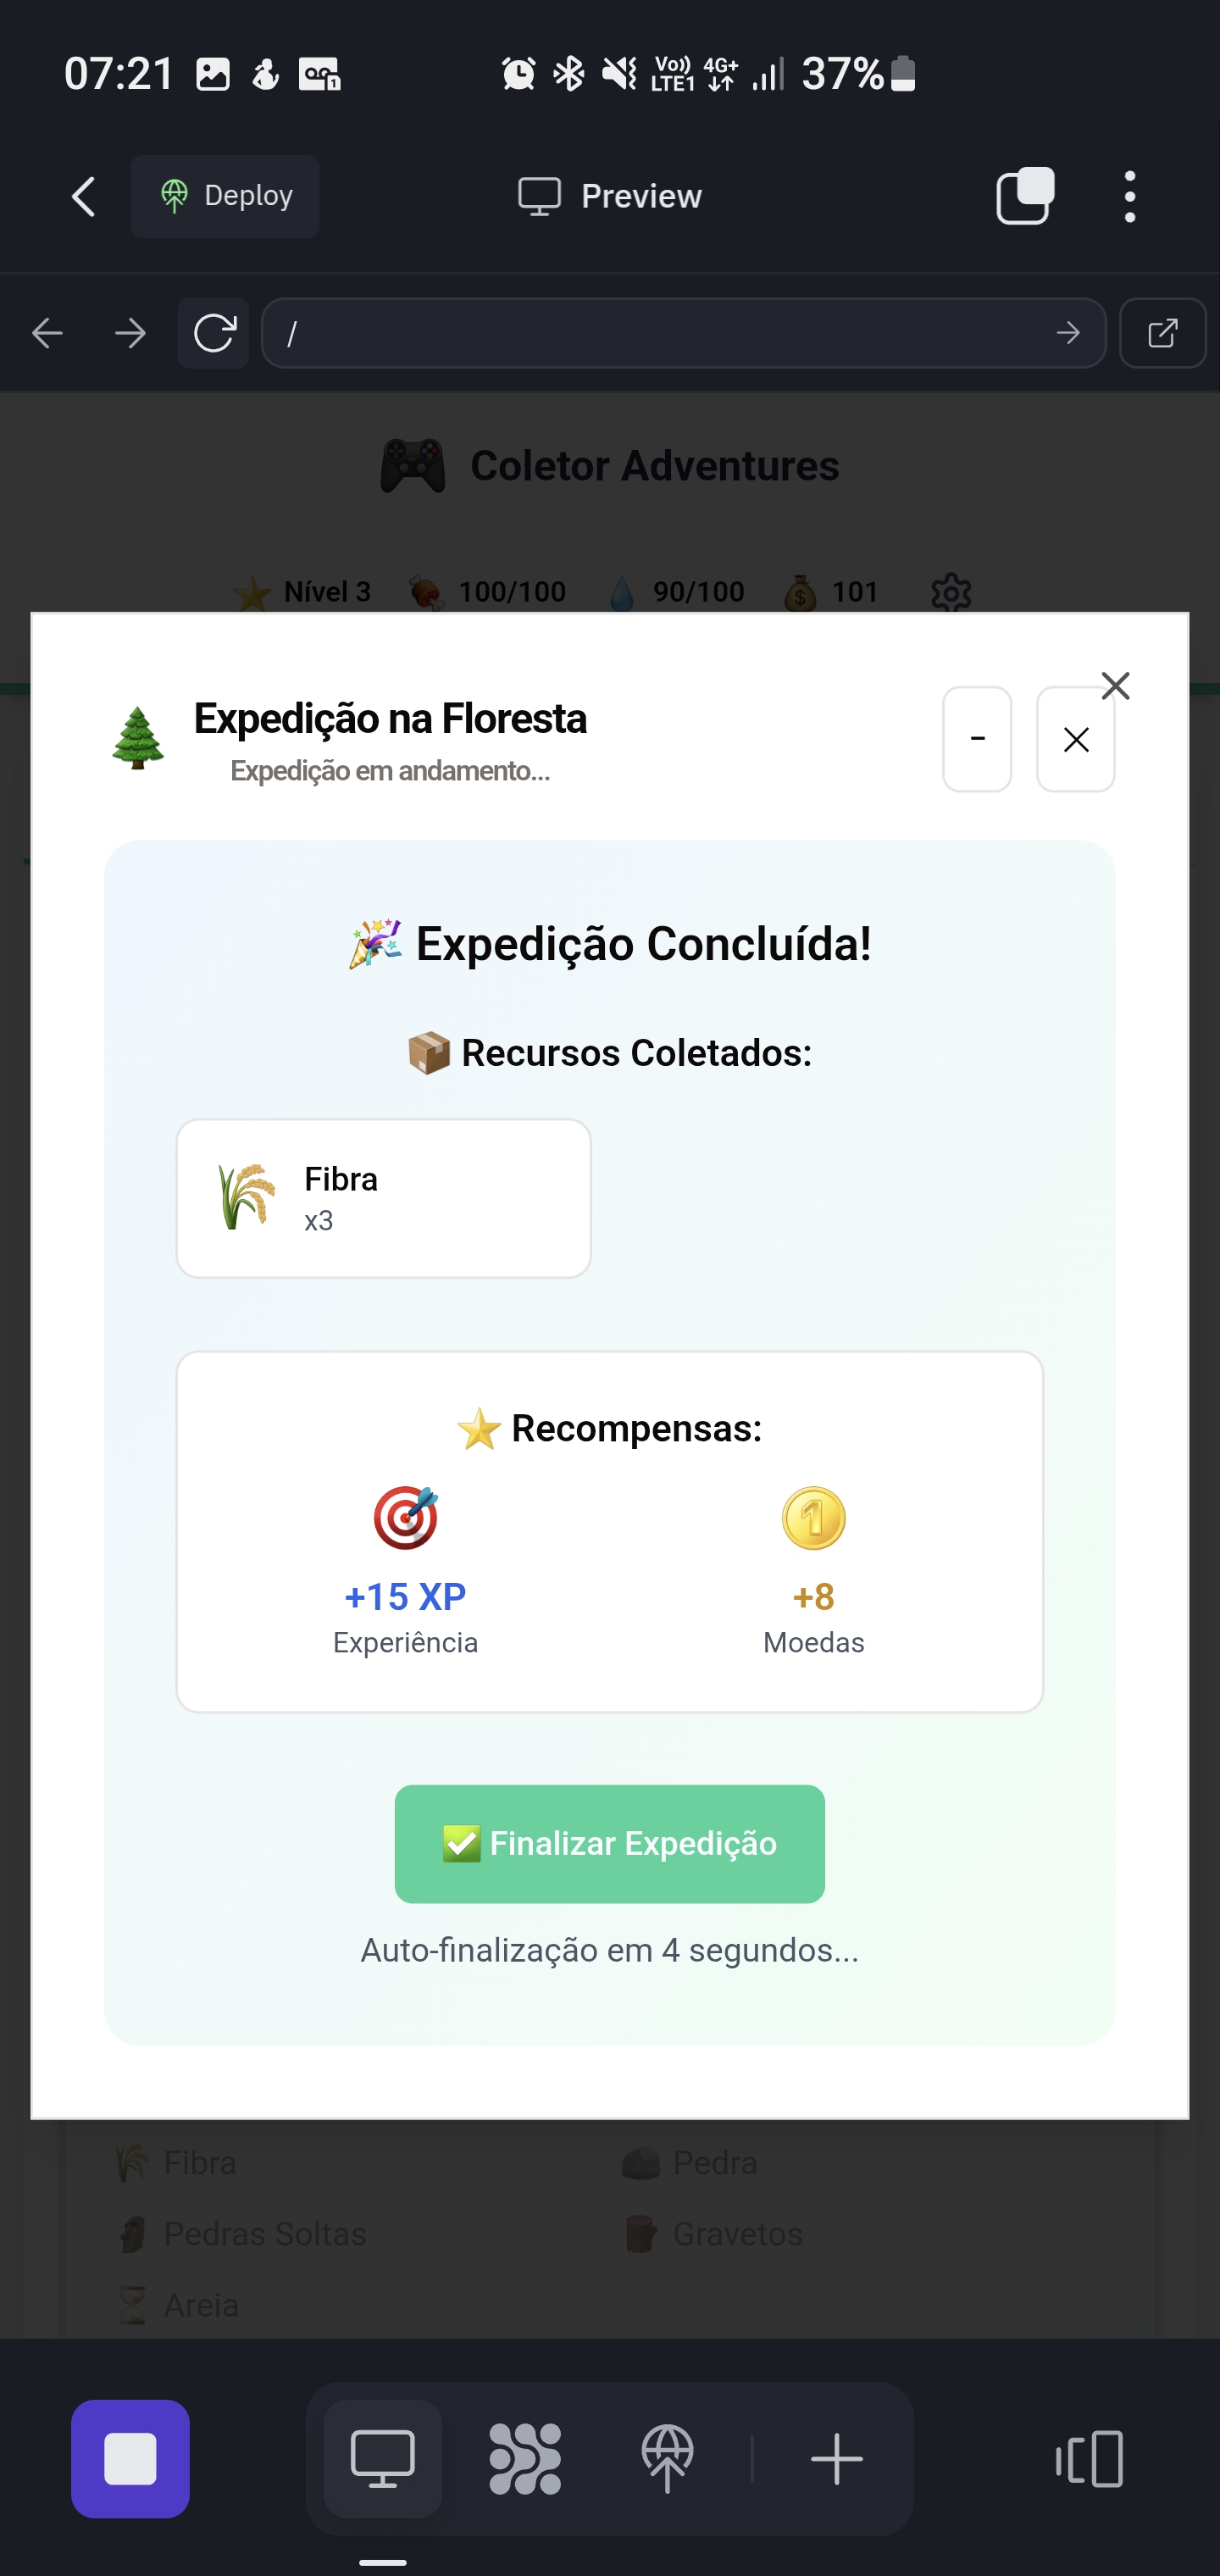 07:21
Vo)) LTE1 4G+ 37%
Deploy
Preview
/
Coletor Adventures
Nível 3 100/100 90/100 101
Expedição na Floresta
Expedição em andamento...
-
Expedição Concluída!
Recursos Coletados:
Fibra
x3
Recompensas:
+15 XP
Experiência
+8
Moedas
Finalizar Expedição
Auto-finalização em 4 segundos...
Fibra
Pedra
Pedras Soltas
Gravetos
Areia